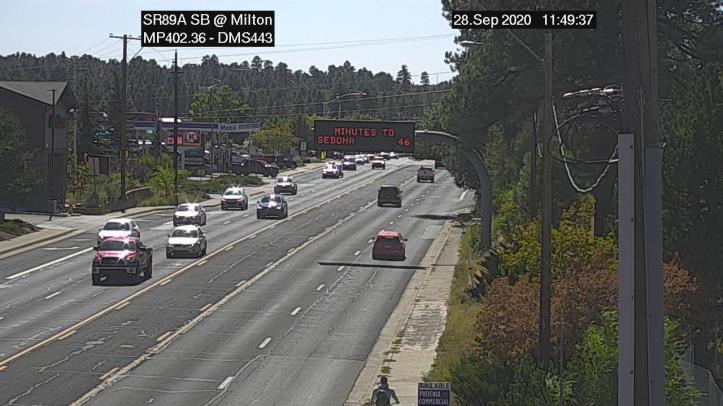 SR89A SB @ Milton
MP402.36 - DMS443
28.Sep 2020 11:49:37
MINUTES TO
SEDONA 46
K
Mobil
AVAILABLE
PHOENIX
COMMERCIAL